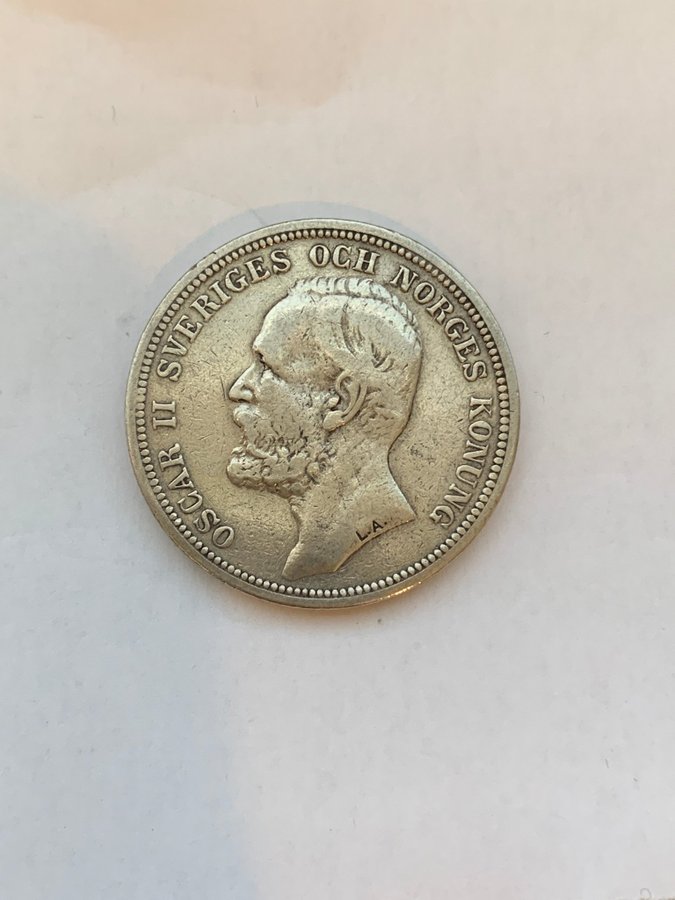 OSCAR II SVERIGES OCH NORGES KONUNG
L.A.